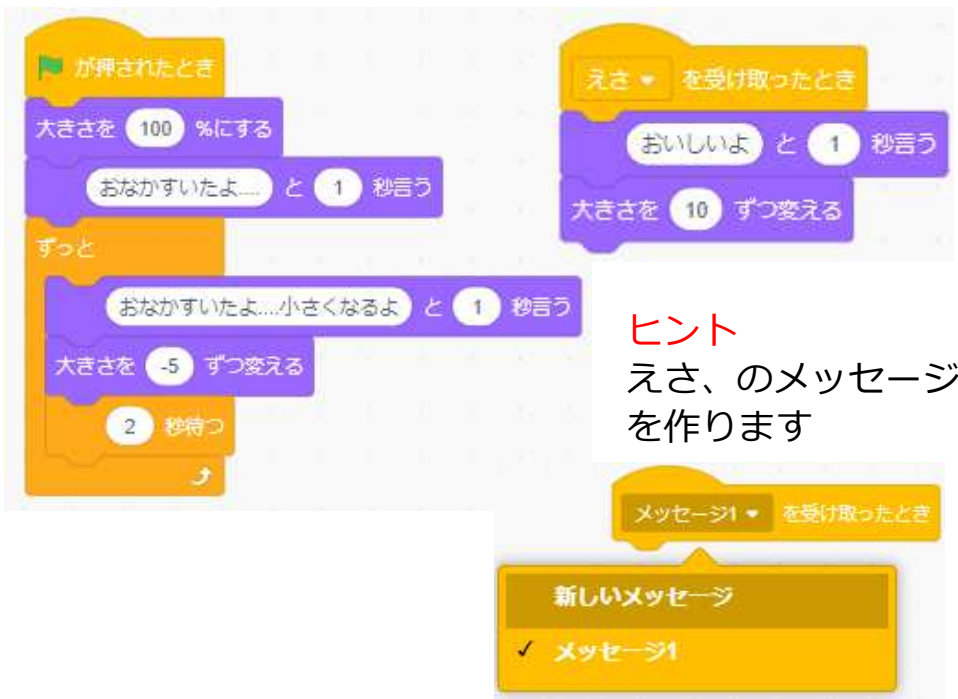 が押されたとき
大きさを 100 %にする
おなかすいたよ.... と 1 秒言う
ずっと
おなかすいたよ....小さくなるよ と 1 秒言う
大きさを -5 ずつ変える
2 秒待つ
えさ を受け取ったとき
おいしいよ と 1 秒言う
大きさを 10 ずつ変える
ヒント
えさ、のメッセージ
を作ります
メッセージ1 を受け取ったとき
新しいメッセージ
✓ メッセージ1